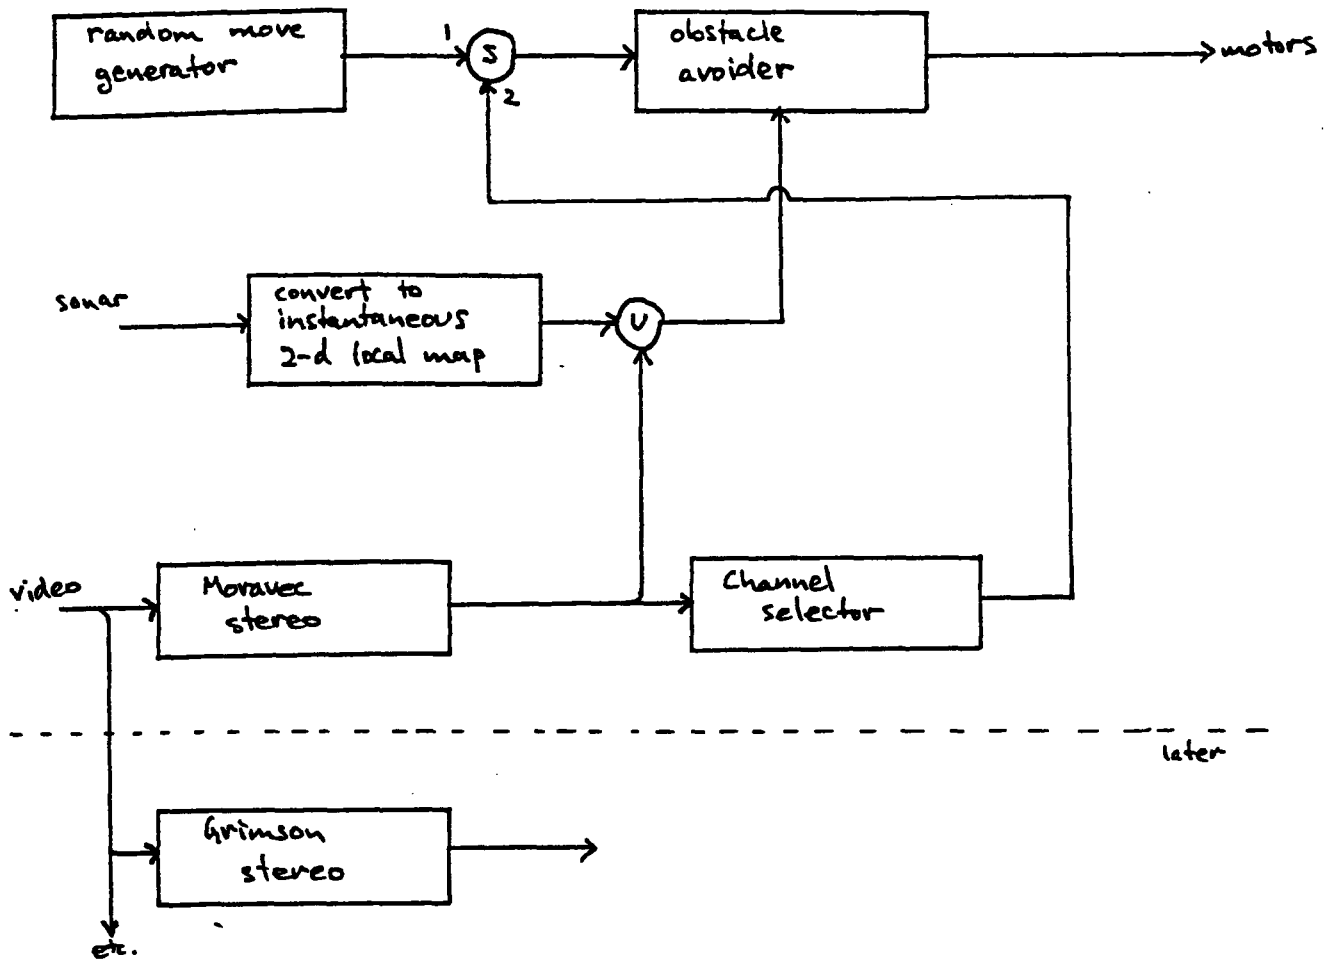 random move
generator
1
S
2
obstacle
avoider
motors
sonar
convert to
instantaneous
2-d local map
U
video
Moravec
stereo
Channel
selector
later
Grimson
stereo
etc.